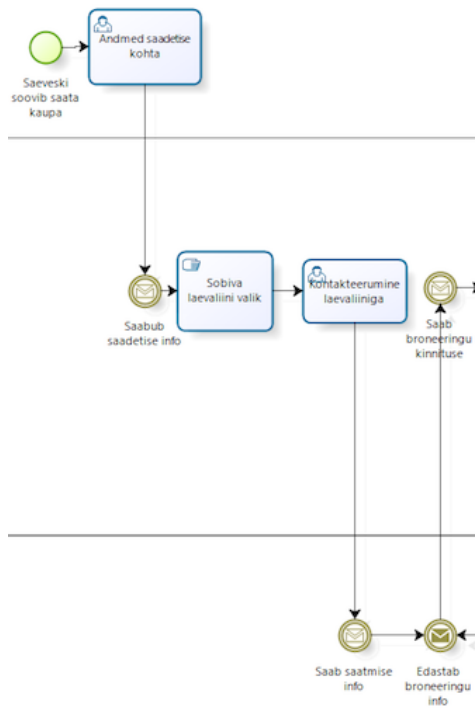 Andmed saadetise
kohta
Saeveski
soovib saata
kaupa
Sobiva
laevaliini valik
Kontakteerumine
laevaliiniga
Saabub
saadetise info
Saab
broneeringu
kinnituse
Saab saatmise
info
Edastab
broneeringu
info